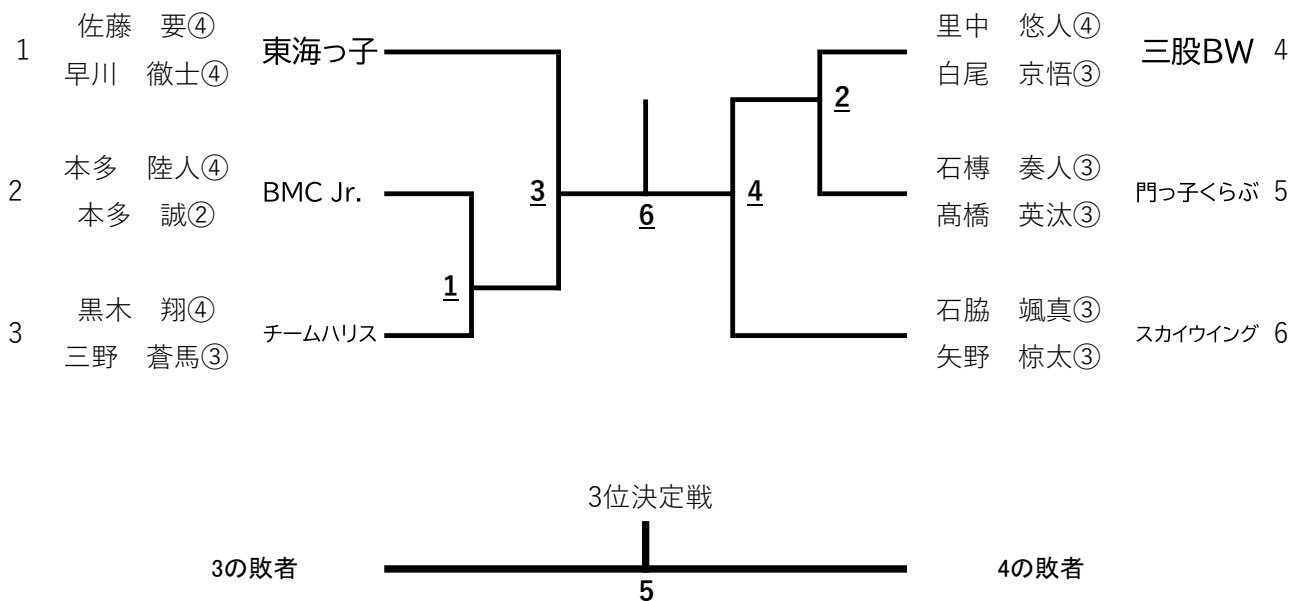 1 佐藤 要④ 早川 徹士④ 東海っ子
2 本多 陸人④ 本多 誠② BMC Jr.
3 黒木 翔④ 三野 蒼馬③ チームハリス
1
3
6
4
2
里中 悠人④ 白尾 京悟③ 三股BW 4
石槫 奏人③ 髙橋 英汰③ 門っ子くらぶ 5
石脇 颯真③ 矢野 椋太③ スカイウイング 6
3位決定戦
3の敗者 4の敗者
5